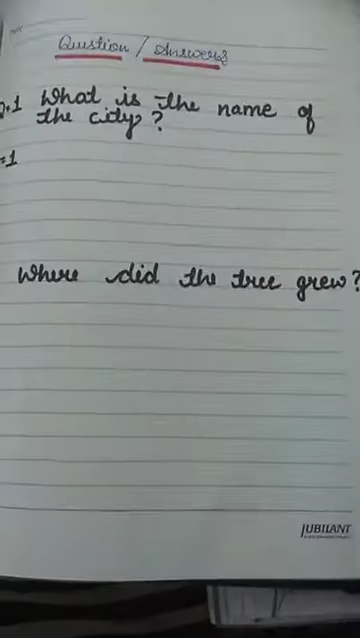 Question / Answers
Q.1 What is the name of
the city?
=1
Where did the tree grew?
JUBILANT